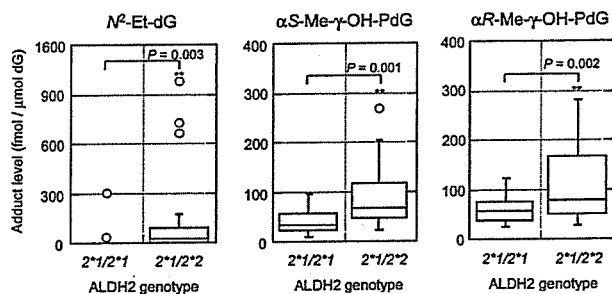 N²-Et-dG
αS-Me-γ-OH-PdG
αR-Me-γ-OH-PdG
Adduct level (fmol / μmol dG)
1600
900
600
300
0
P = 0.003
**
2*1/2*1 2*1/2*2
ALDH2 genotype
400
300
200
100
0
P = 0.001
**
2*1/2*1 2*1/2*2
ALDH2 genotype
400
300
200
100
0
P = 0.002
**
2*1/2*1 2*1/2*2
ALDH2 genotype